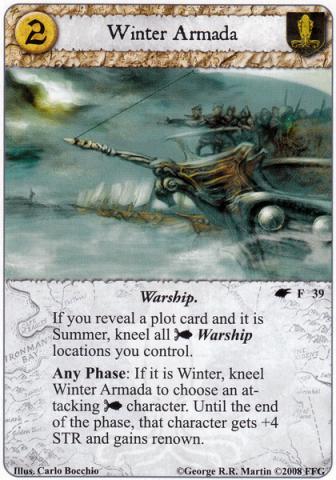 2
Winter Armada
Warship.
F 39
If you reveal a plot card and it is
Summer, kneel all Warship
locations you control.
Any Phase: If it is Winter, kneel
Winter Armada to choose an at-
tacking character. Until the end
of the phase, that character gets +4
STR and gains renown.
IRONMAN'S
BAY
Illus. Carlo Bocchio ©George R.R. Martin ©2008 FFG